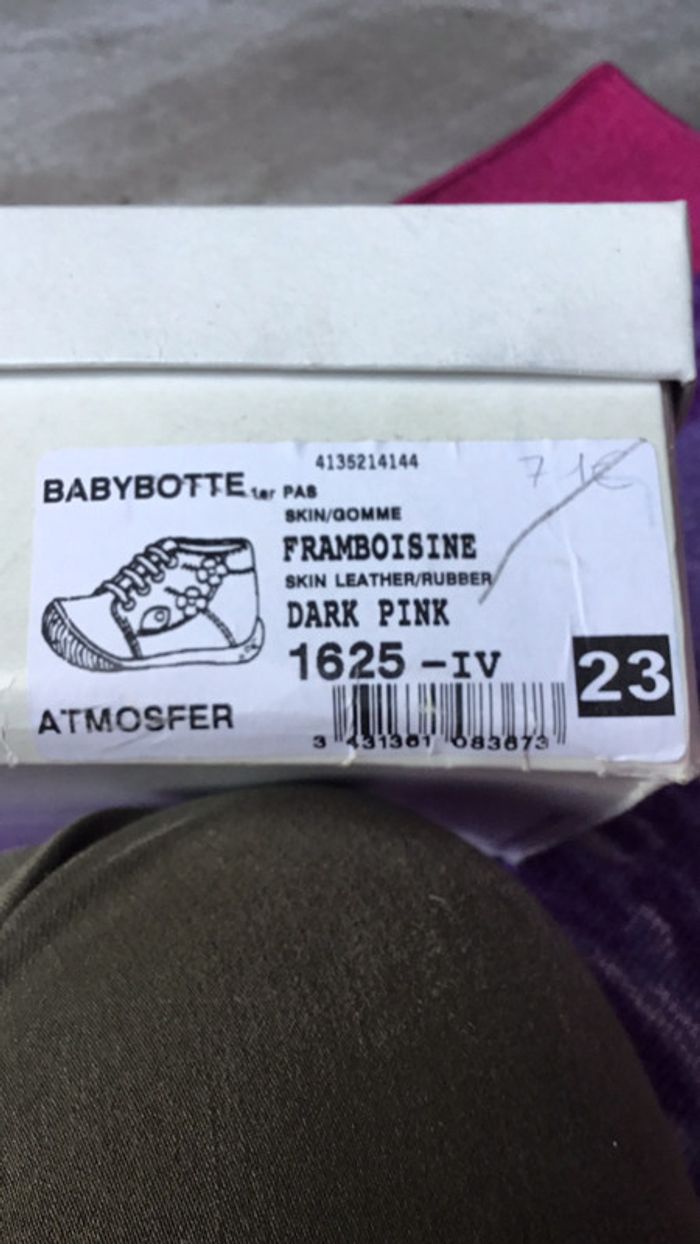 4135214144
71€
BABYBOTTE 1er PAS
SKIN/GOMME
FRAMBOISINE
SKIN LEATHER/RUBBER
DARK PINK
1625 -IV
23
ATMOSFER
3 431361 083673